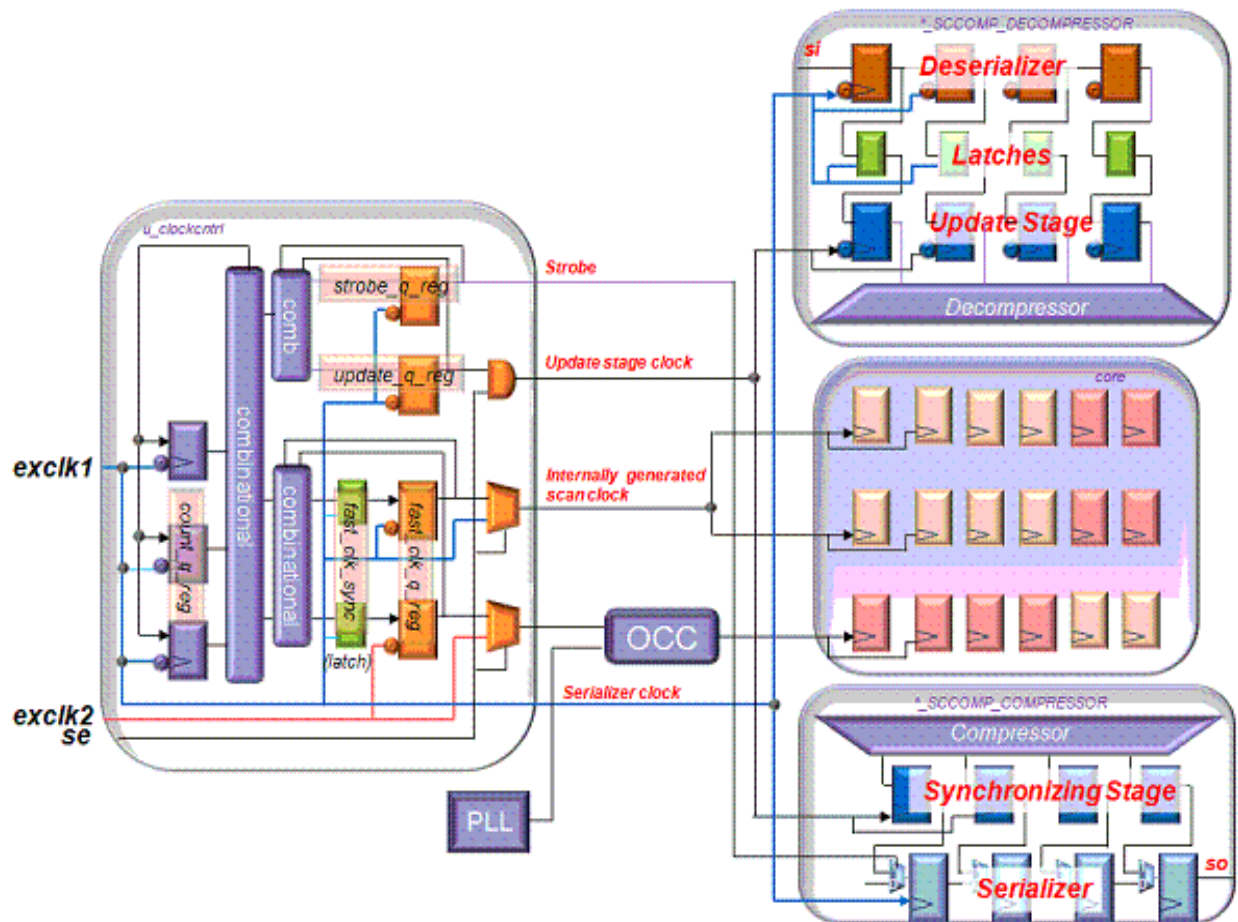 *_SCCOMP_DECOMPRESSOR
si
Deserializer
Latches
Update Stage
Decompressor
u_clockcntrl
strobe_q_reg
comb
update_q_reg
Strobe
Update stage clock
core
combinational
exclk1
count_q_reg
combinational
fast_clk_sync
fast_clk_q_reg
(latch)
Internally generated
scan clock
OCC
Serializer clock
exclk2
se
PLL
*_SCCOMP_COMPRESSOR
Compressor
Synchronizing Stage
so
Serializer